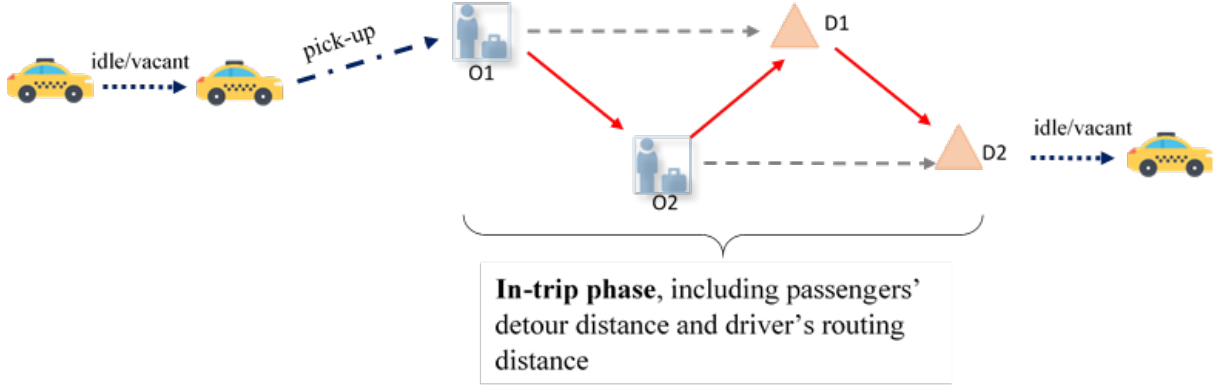 idle/vacant
pick-up
O1
D1
O2
D2
idle/vacant
In-trip phase, including passengers’
detour distance and driver’s routing
distance